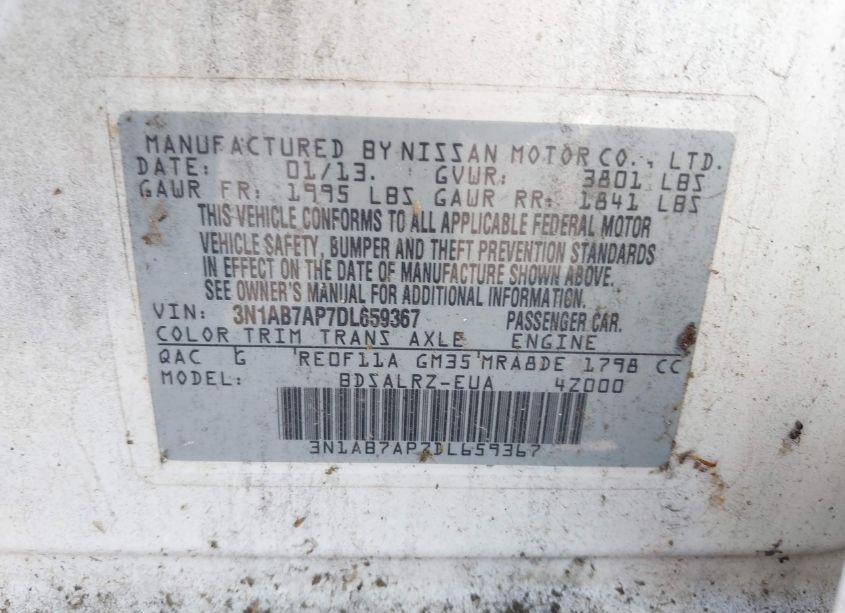 MANUFACTURED BY NISSAN MOTOR CO., LTD.
DATE: 01/13. GVWR: 3801 LBS
GAWR FR: 1995 LBS GAWR RR: 1841 LBS
THIS VEHICLE CONFORMS TO ALL APPLICABLE FEDERAL MOTOR
VEHICLE SAFETY, BUMPER AND THEFT PREVENTION STANDARDS
IN EFFECT ON THE DATE OF MANUFACTURE SHOWN ABOVE.
SEE OWNER'S MANUAL FOR ADDITIONAL INFORMATION.
VIN: 3N1AB7AP7DL659367 PASSENGER CAR.
COLOR TRIM TRANS AXLE ENGINE
QAC G RE0F11A GM35 MRA8DE 1798 CC
MODEL: BDSALRZ-EUA 4Z000
3N1AB7AP7DL659367